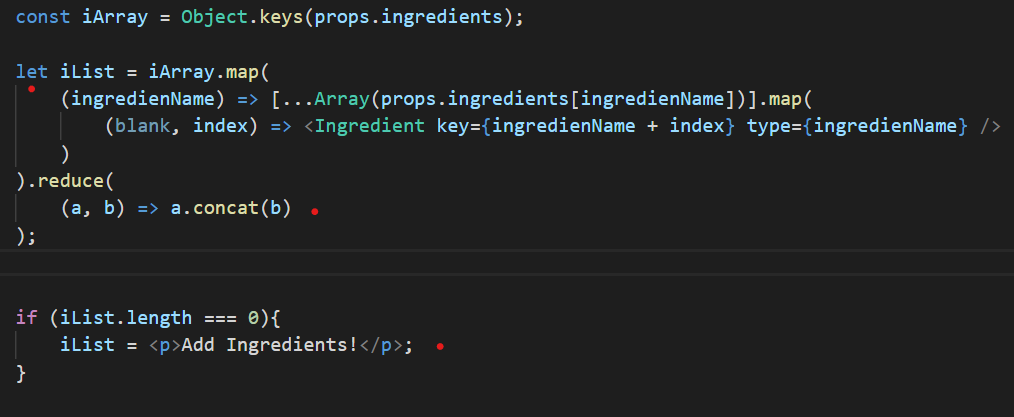 const iArray = Object.keys(props.ingredients);
let iList = iArray.map(
(ingredienName) => [...Array(props.ingredients[ingredienName])].map(
(blank, index) => <Ingredient key={ingredienName + index} type={ingredienName} />
)
).reduce(
(a, b) => a.concat(b)
);
if (iList.length === 0){
iList = <p>Add Ingredients!</p>;
}